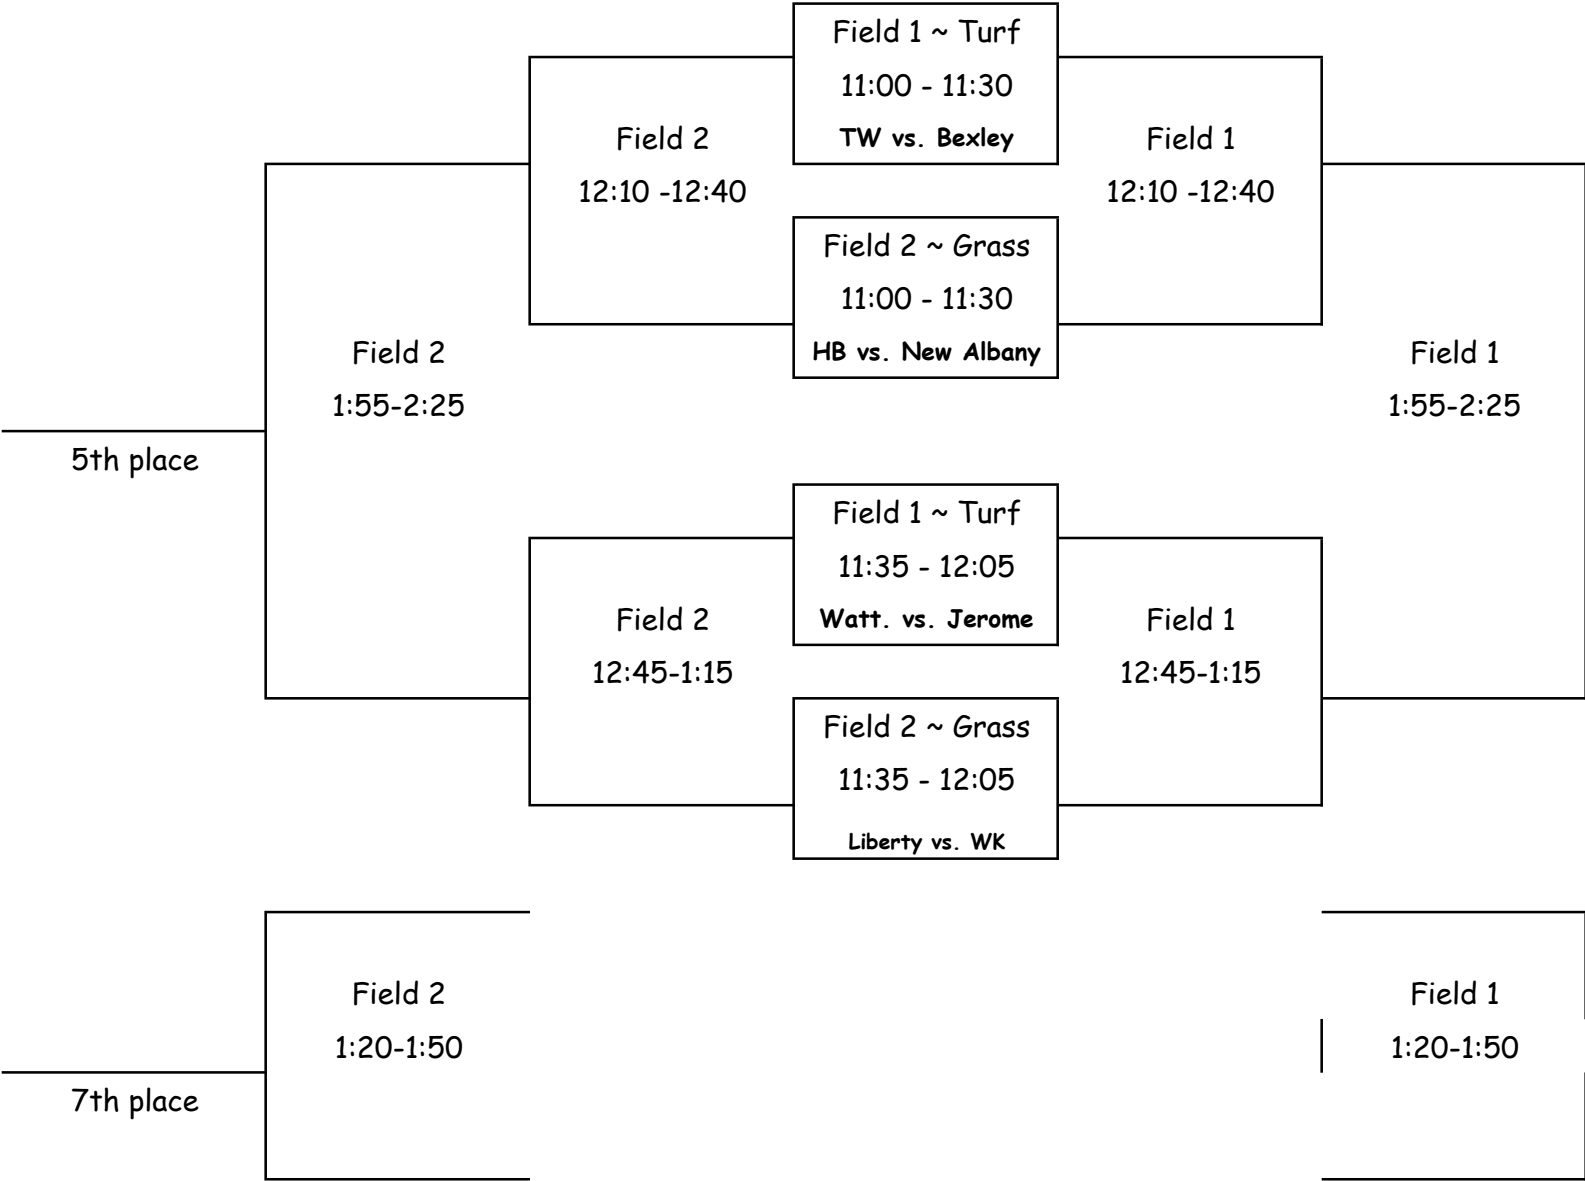 Field 1 ~ Turf
11:00 - 11:30
TW vs. Bexley
Field 2
12:10 -12:40
Field 1
12:10 -12:40
Field 2 ~ Grass
11:00 - 11:30
HB vs. New Albany
Field 2
1:55-2:25
Field 1
1:55-2:25
5th place
Field 1 ~ Turf
11:35 - 12:05
Watt. vs. Jerome
Field 2
12:45-1:15
Field 1
12:45-1:15
Field 2 ~ Grass
11:35 - 12:05
Liberty vs. WK
Field 2
1:20-1:50
Field 1
1:20-1:50
7th place